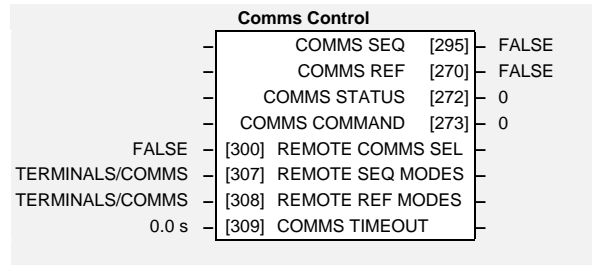 Comms Control
– COMMS SEQ [295] – FALSE
– COMMS REF [270] – FALSE
– COMMS STATUS [272] – 0
– COMMS COMMAND [273] – 0
FALSE – [300] REMOTE COMMS SEL –
TERMINALS/COMMS – [307] REMOTE SEQ MODES –
TERMINALS/COMMS – [308] REMOTE REF MODES –
0.0 s – [309] COMMS TIMEOUT –